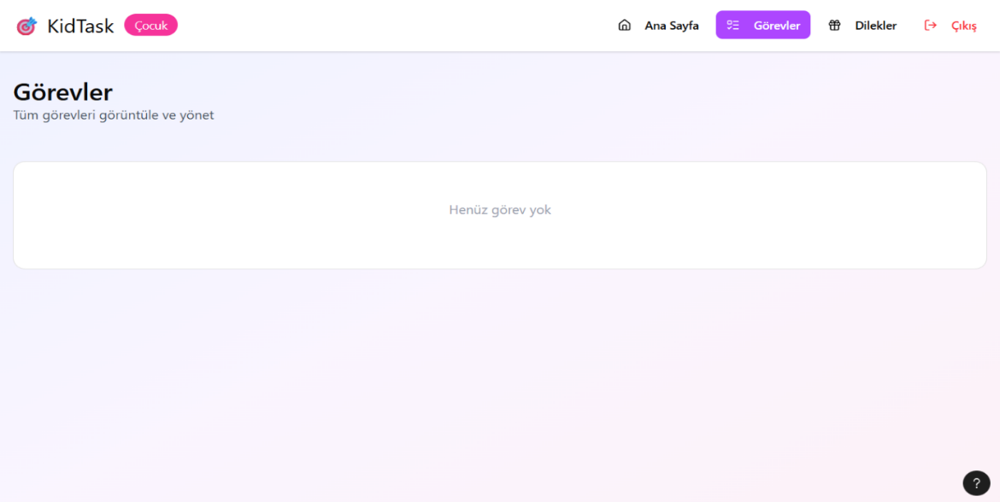 KidTask Çocuk Ana Sayfa Görevler Dilekler Çıkış
Görevler
Tüm görevleri görüntüle ve yönet
Henüz görev yok
?